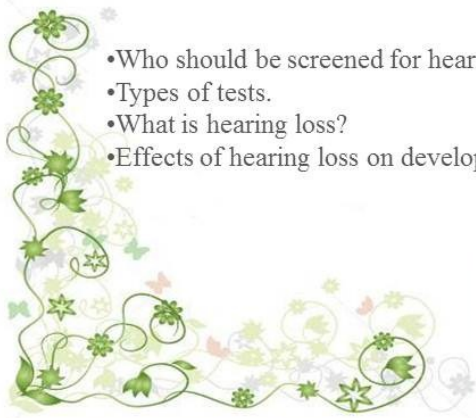 •Who should be screened for hear
•Types of tests.
•What is hearing loss?
•Effects of hearing loss on develop